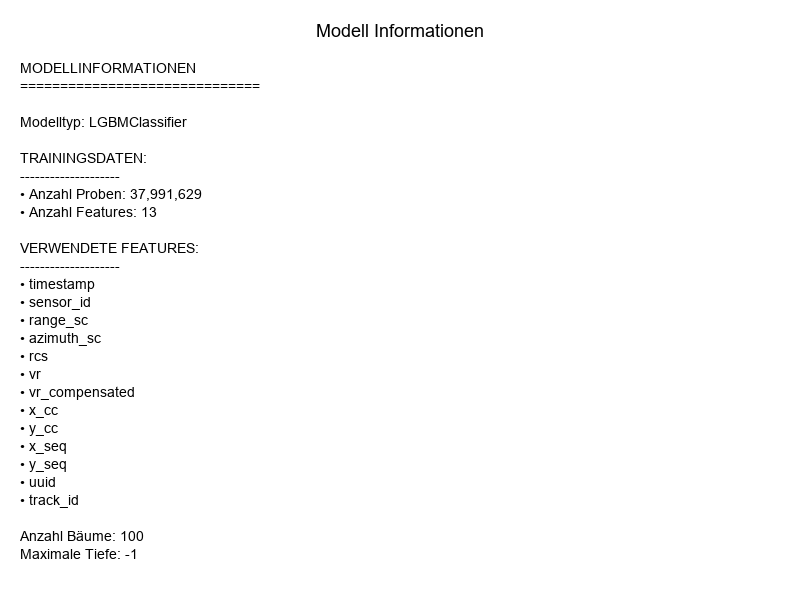 Modell Informationen
MODELLINFORMATIONEN
==============================
Modelltyp: LGBMClassifier
TRAININGSDATEN:
--------------------
• Anzahl Proben: 37,991,629
• Anzahl Features: 13
VERWENDETE FEATURES:
--------------------
• timestamp
• sensor_id
• range_sc
• azimuth_sc
• rcs
• vr
• vr_compensated
• x_cc
• y_cc
• x_seq
• y_seq
• uuid
• track_id
Anzahl Bäume: 100
Maximale Tiefe: -1